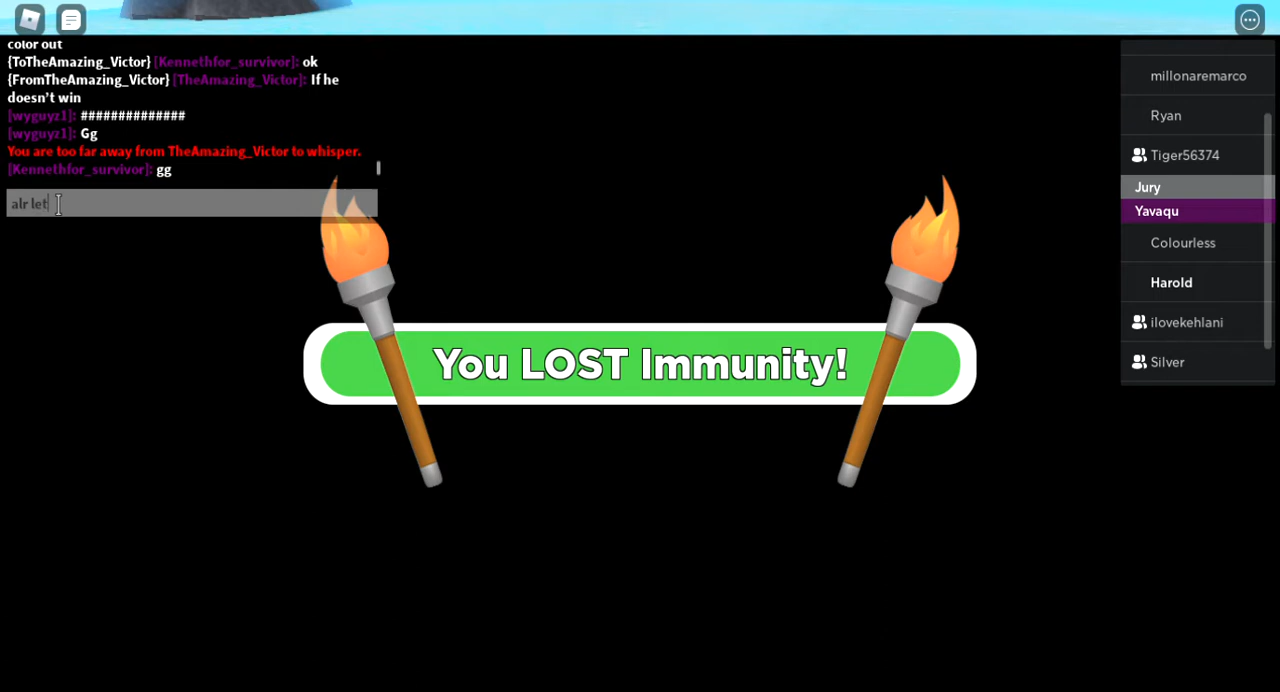 color out
{ToTheAmazing_Victor} [Kennethfor_survivor]: ok
{FromTheAmazing_Victor} [TheAmazing_Victor]: If he
doesn't win
[wyguyz1]: ##############
[wyguyz1]: Gg
You are too far away from TheAmazing_Victor to whisper.
[Kennethfor_survivor]: gg
alr let
You LOST Immunity!
millonaremarco
Ryan
Tiger56374
Jury
Yavaqu
Colourless
Harold
ilovekehlani
Silver